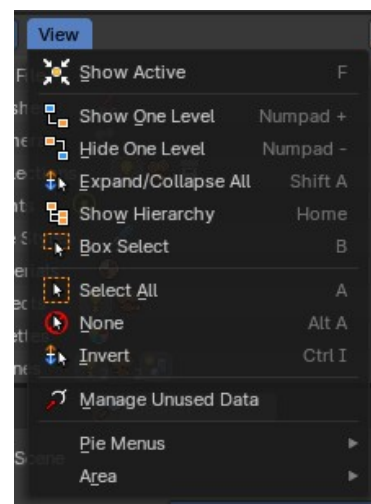 View
Show Active F
Show One Level Numpad +
Hide One Level Numpad -
Expand/Collapse All Shift A
Show Hierarchy Home
Box Select B
Select All A
None Alt A
Invert Ctrl I
Manage Unused Data
Pie Menus
Scene
Area